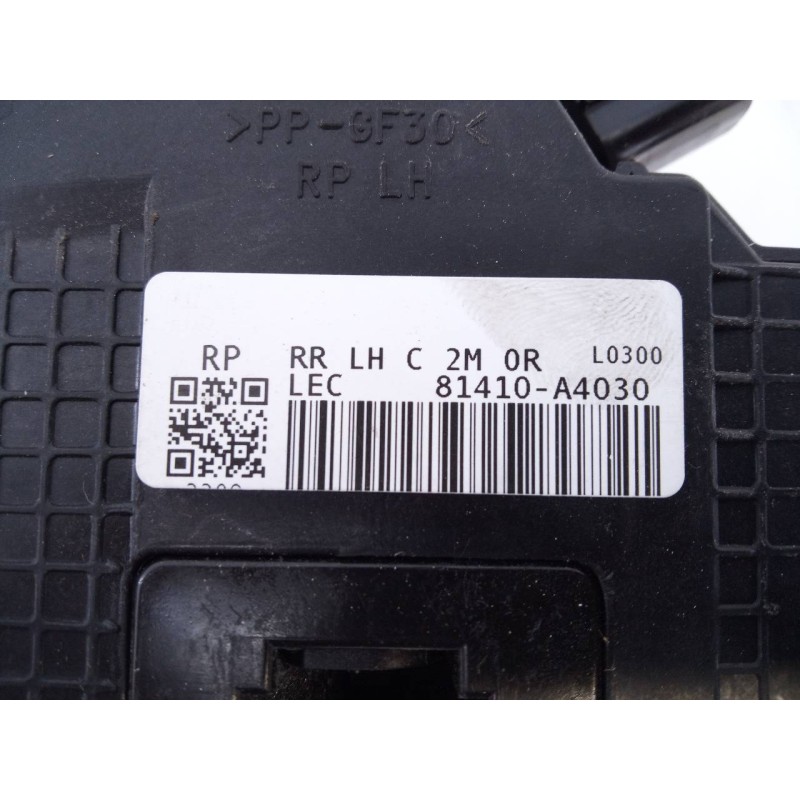 >PP-GF30<
RP LH
RP RR LH C 2M 0R L0300
LEC 81410-A4030